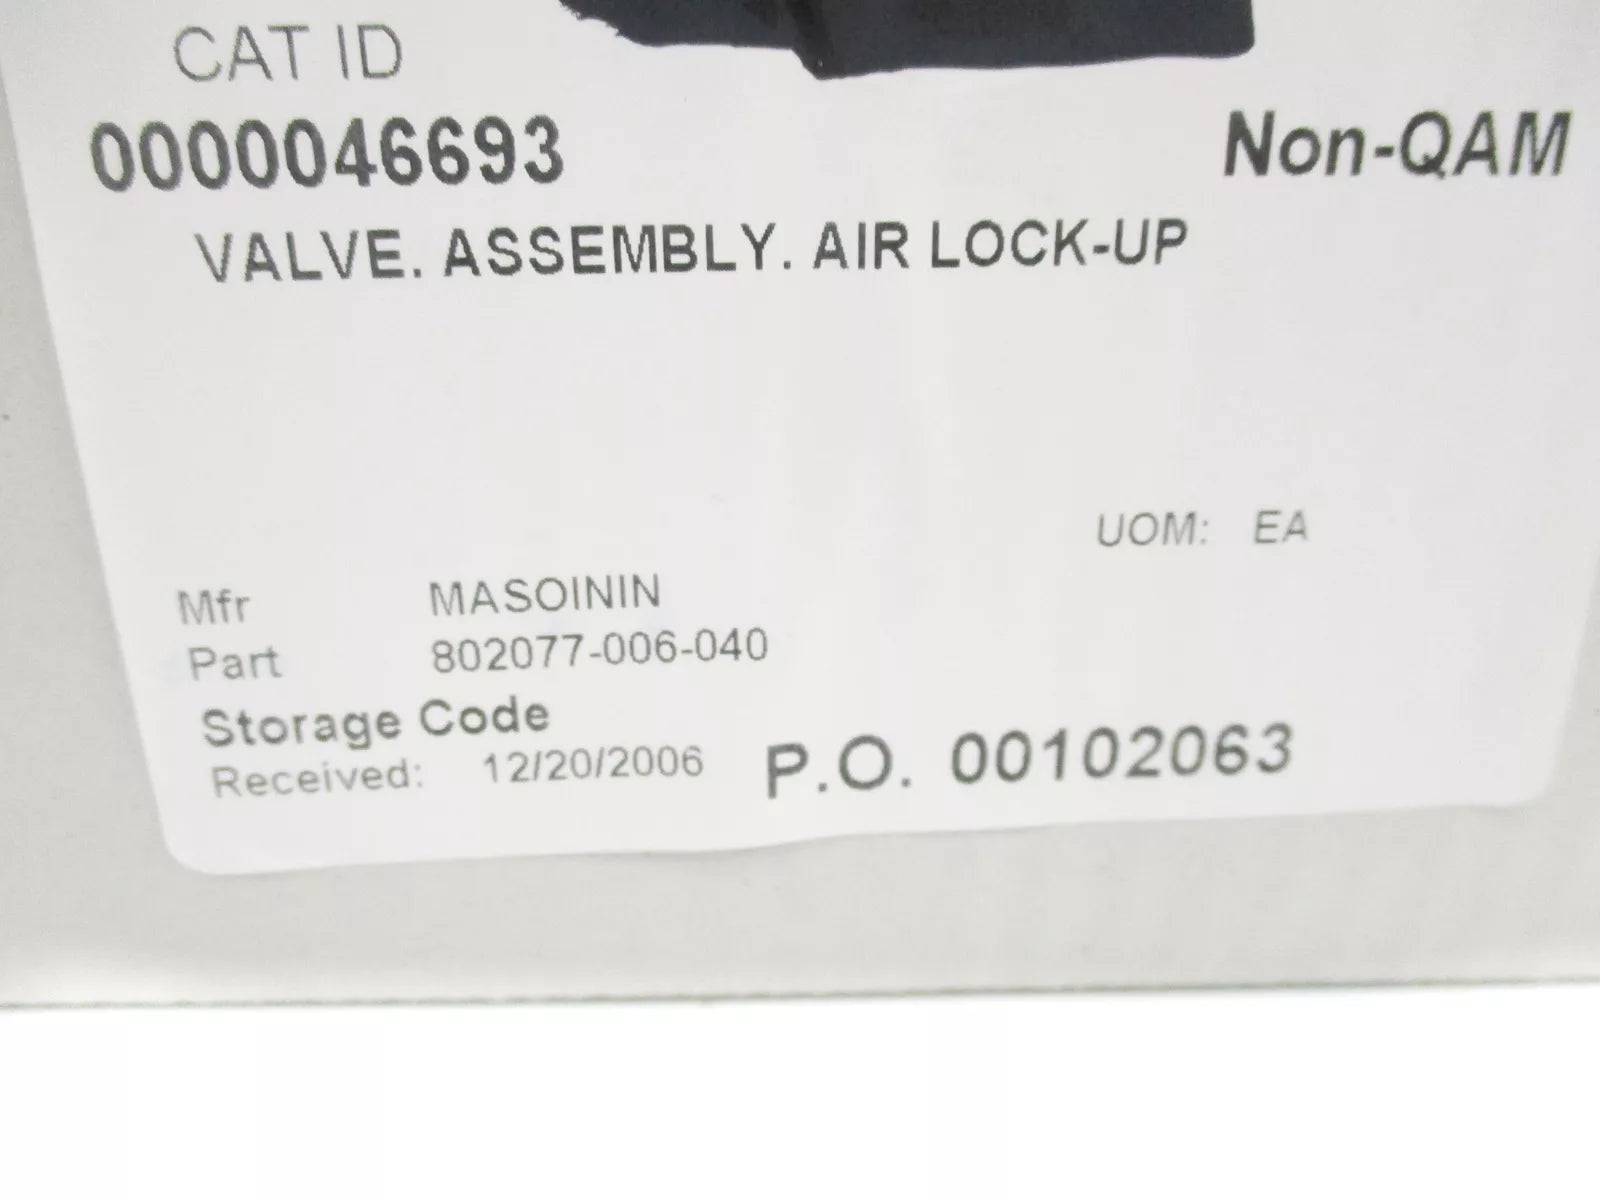 CAT ID
0000046693 Non-QAM
VALVE. ASSEMBLY. AIR LOCK-UP
UOM: EA
Mfr MASOININ
Part 802077-006-040
Storage Code
Received: 12/20/2006 P.O. 00102063